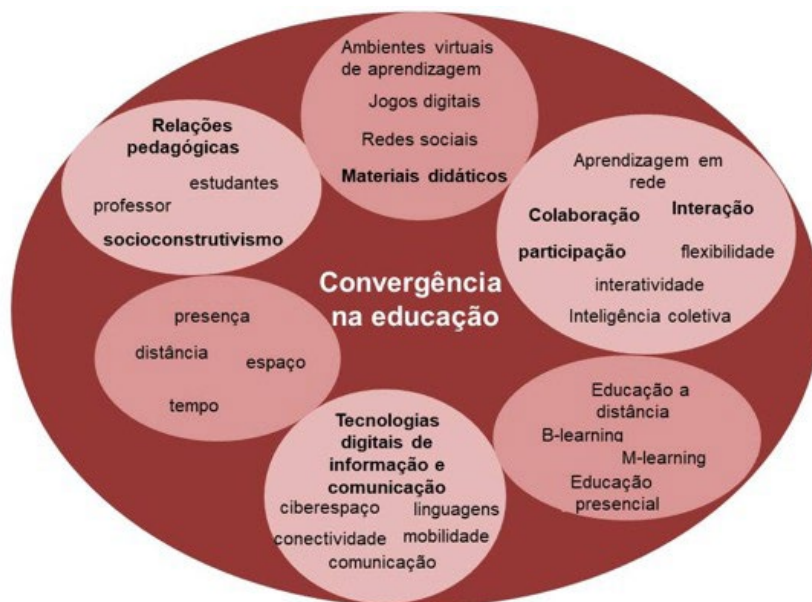 Ambientes virtuais
de aprendizagem
Jogos digitais
Redes sociais
Materiais didáticos
Relações
pedagógicas
estudantes
professor
socioconstrutivismo
Aprendizagem em
rede
Colaboração
Interação
participação
flexibilidade
interatividade
Inteligência coletiva
Convergência
na educação
presença
distância
espaço
tempo
Tecnologias
digitais de
informação e
comunicação
ciberespaço
linguagens
conectividade
mobilidade
comunicação
Educação a
distância
B-learning
M-learning
Educação
presencial